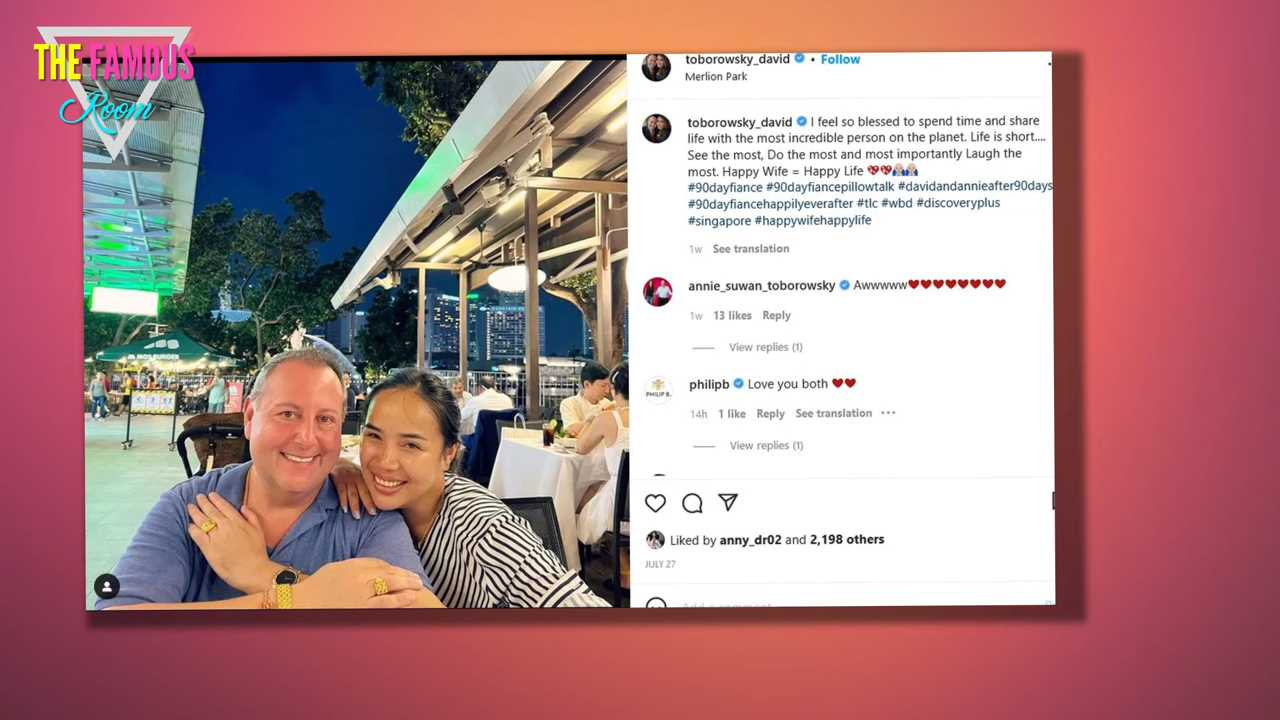 THE FAMOUS
Room
MOS BURGER
toborowsky_david • Follow
Merlion Park
toborowsky_david I feel so blessed to spend time and share
life with the most incredible person on the planet. Life is short....
See the most, Do the most and most importantly Laugh the
most. Happy Wife = Happy Life 💖💖👴🏼👴🏼
#90dayfiance #90dayfiancepillowtalk #davidandannieafter90days
#90dayfiancehappilyeverafter #tlc #wbd #discoveryplus
#singapore #happywifehappylife
1w See translation
annie_suwan_toborowsky Awwwww♥♥♥♥♥♥♥♥♥
1w 13 likes Reply
View replies (1)
PHILIP B.
philipb Love you both ♥♥
14h 1 like Reply See translation •••
View replies (1)
Liked by anny_dr02 and 2,198 others
JULY 27
Add a comment